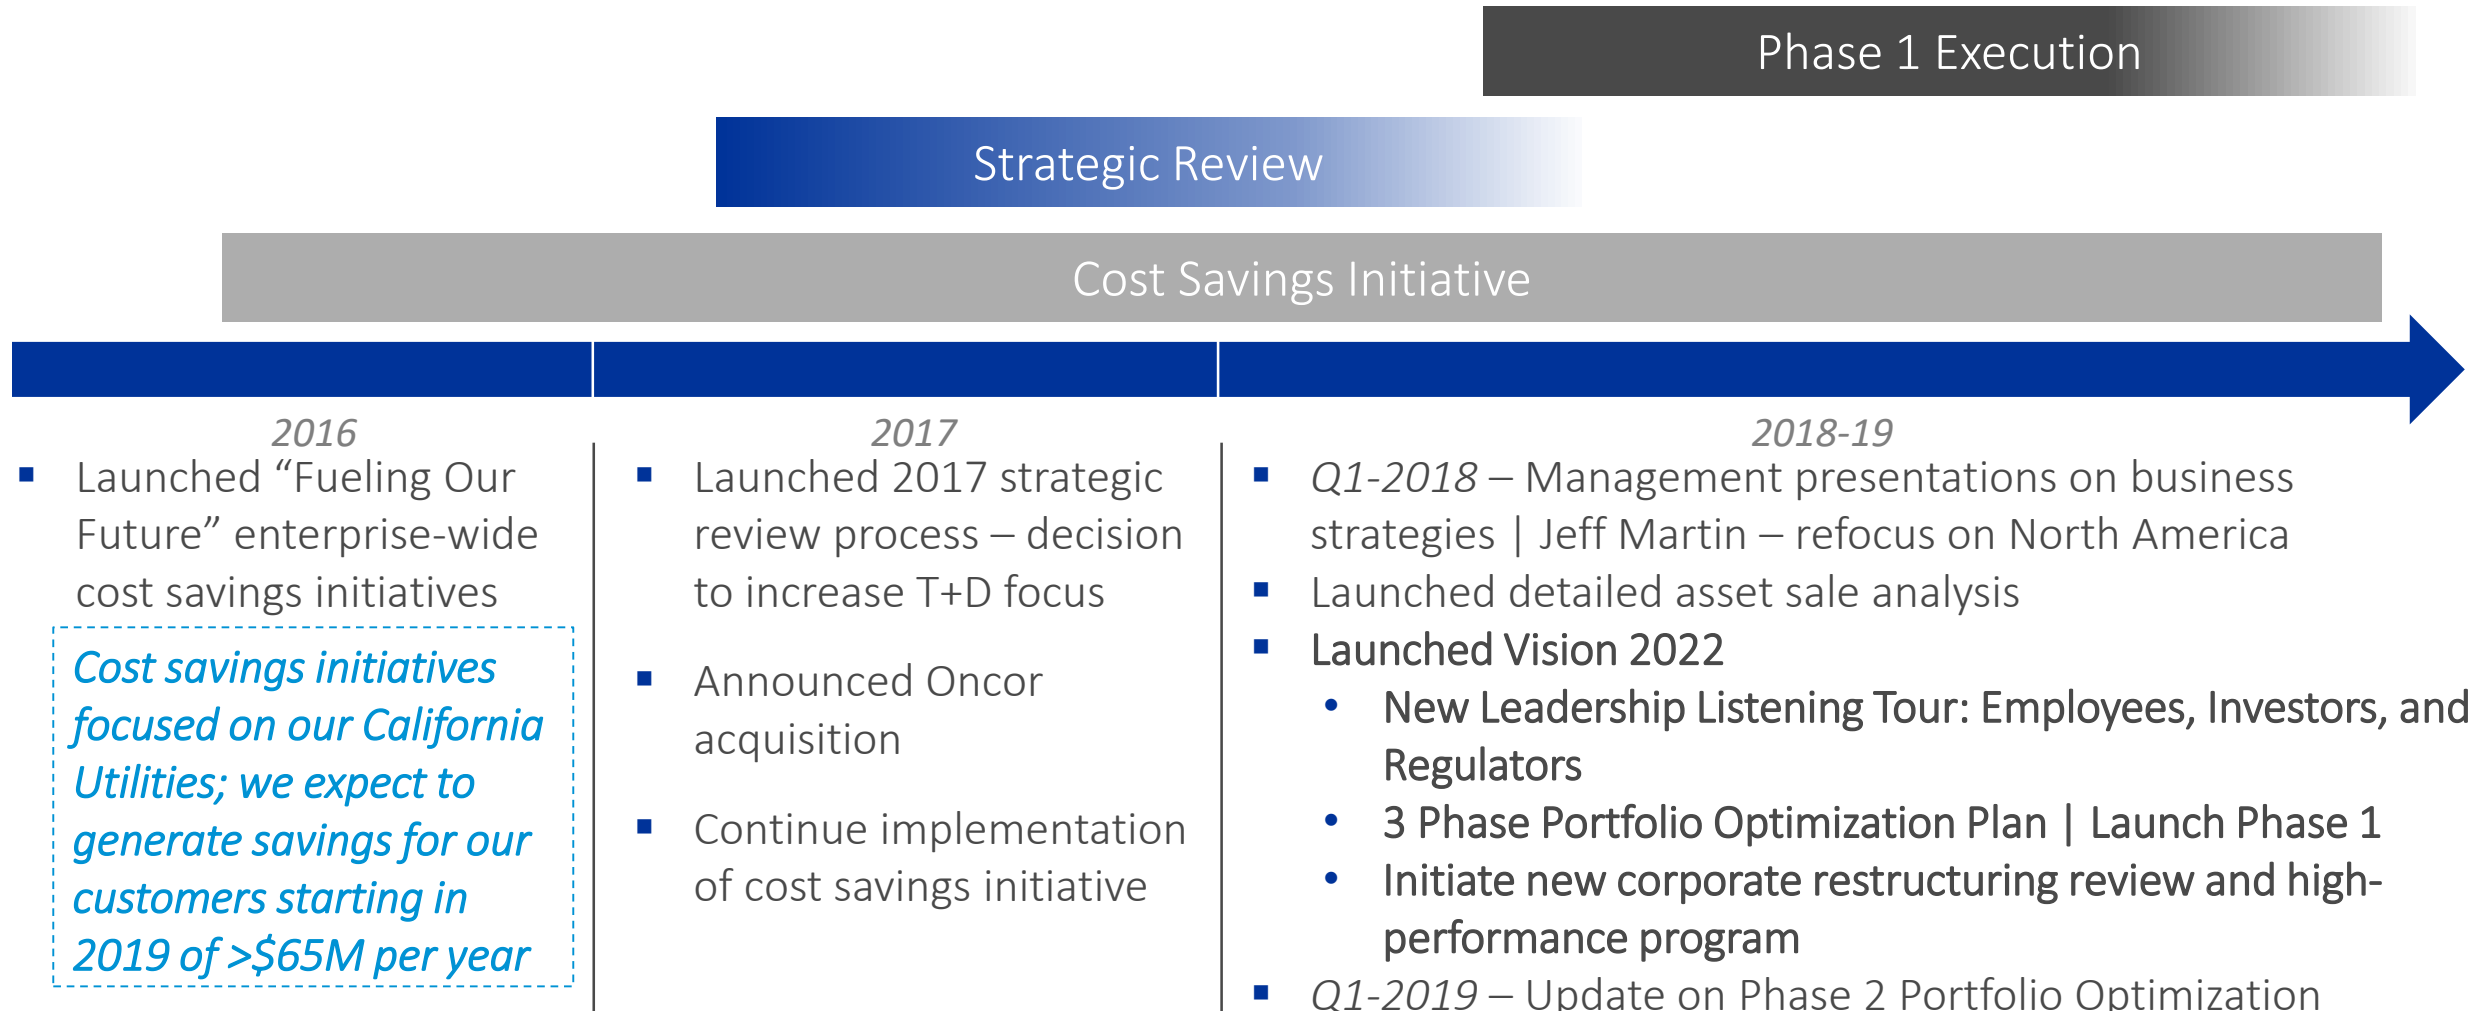 Phase 1 Execution
Strategic Review
Cost Savings Initiative
2016
▪ Launched “Fueling Our
Future” enterprise-wide
cost savings initiatives
Cost savings initiatives
focused on our California
Utilities; we expect to
generate savings for our
customers starting in
2019 of >$65M per year
2017
▪ Launched 2017 strategic
review process – decision
to increase T+D focus
▪ Announced Oncor
acquisition
▪ Continue implementation
of cost savings initiative
2018-19
▪ Q1-2018 – Management presentations on business
strategies | Jeff Martin – refocus on North America
▪ Launched detailed asset sale analysis
▪ Launched Vision 2022
• New Leadership Listening Tour: Employees, Investors, and
Regulators
• 3 Phase Portfolio Optimization Plan | Launch Phase 1
• Initiate new corporate restructuring review and high-
performance program
▪ Q1-2019 – Update on Phase 2 Portfolio Optimization